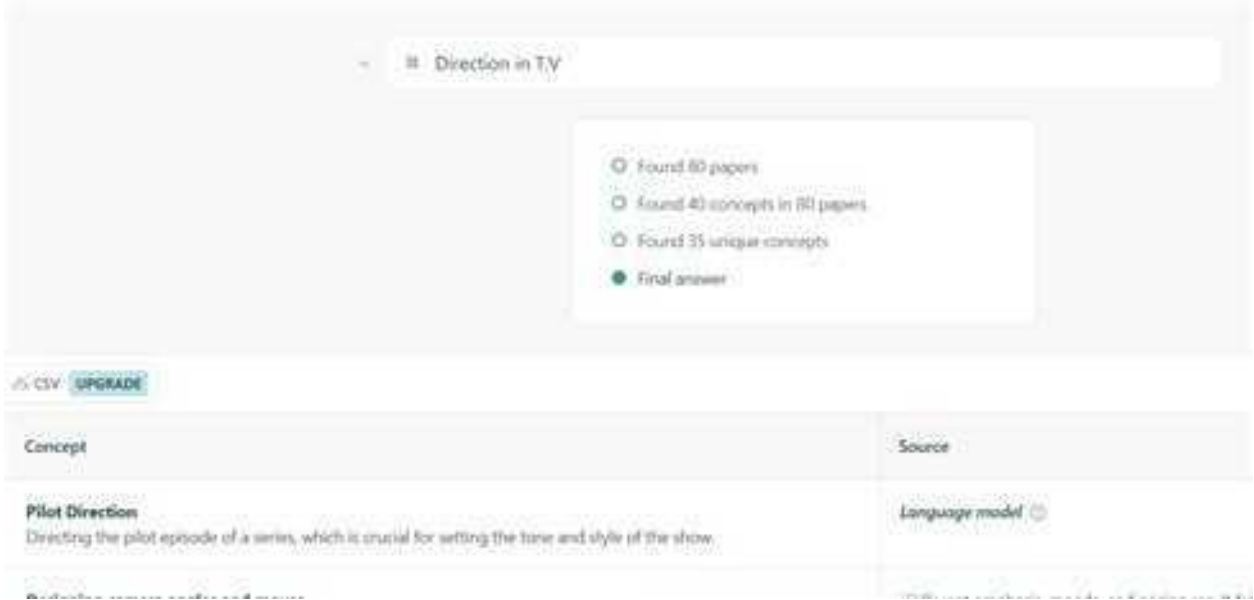 Direction in T.V
Found 80 papers
Found 40 concepts in 80 papers
Found 35 unique concepts
Final answer
CSV UPGRADE
Concept
Source
Pilot Direction
Language model
Directing the pilot episode of a series, which is crucial for setting the tone and style of the show.